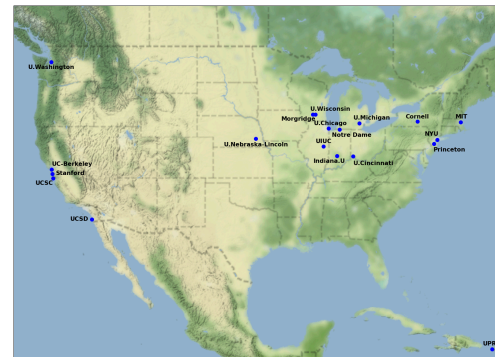 U.Washington
U.Wisconsin
Morgridge
U.Chicago
U.Michigan
Cornell
MIT
Notre Dame
NYU
U.Nebraska-Lincoln
UIUC
Princeton
Indiana.U
U.Cincinnati
UC-Berkeley
Stanford
UCSC
UCSD
UPR